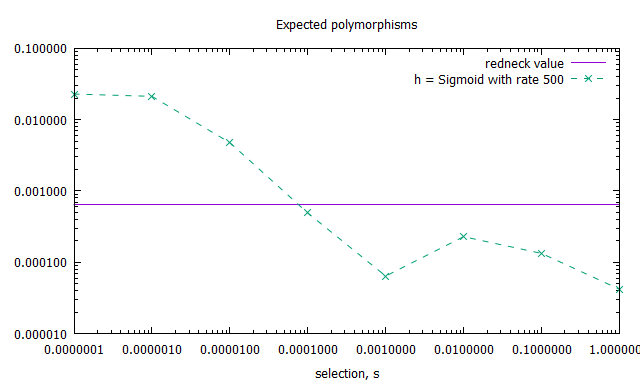 Expected polymorphisms
redneck value
h = Sigmoid with rate 500
0.100000
0.010000
0.001000
0.000100
0.000010
0.0000001 0.0000010 0.0000100 0.0001000 0.0010000 0.0100000 0.1000000 1.000000
selection, s